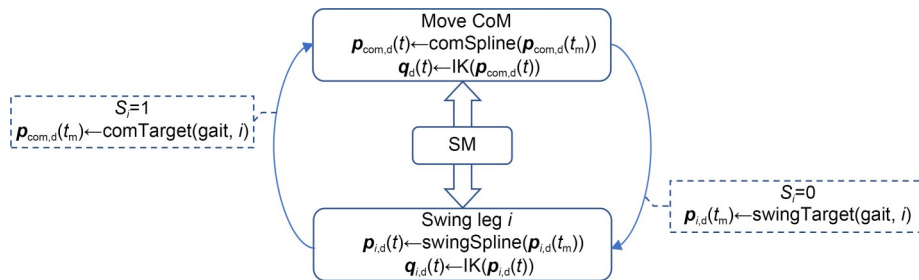 Move CoM
p_com,d(t)←comSpline(p_com,d(t_m))
q_d(t)←IK(p_com,d(t))
S_i=1
p_com,d(t_m)←comTarget(gait, i)
SM
S_i=0
p_i,d(t_m)←swingTarget(gait, i)
Swing leg i
p_i,d(t)←swingSpline(p_i,d(t_m))
q_i,d(t)←IK(p_i,d(t))